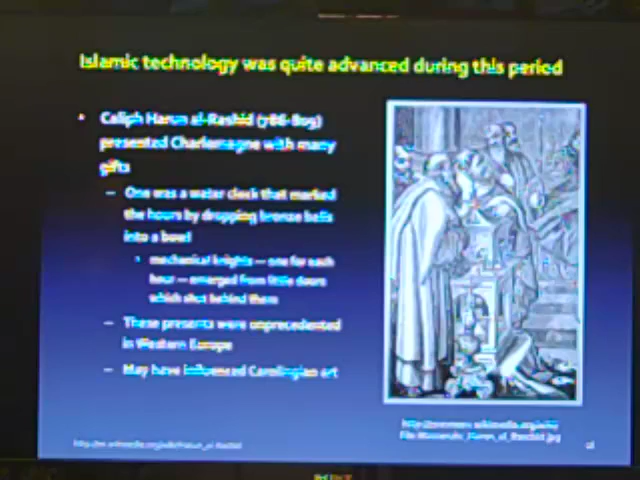 Islamic technology was quite advanced during this period
• Caliph Harun al-Rashid (786-809)
presented Charlemagne with many
gifts
– One was a water clock that marked
the hours by dropping bronze balls
into a bowl
• mechanical knights — one for each
hour — emerged from little doors
which shut behind them
– These presents were unprecedented
in Western Europe
– May have influenced Carolingian art